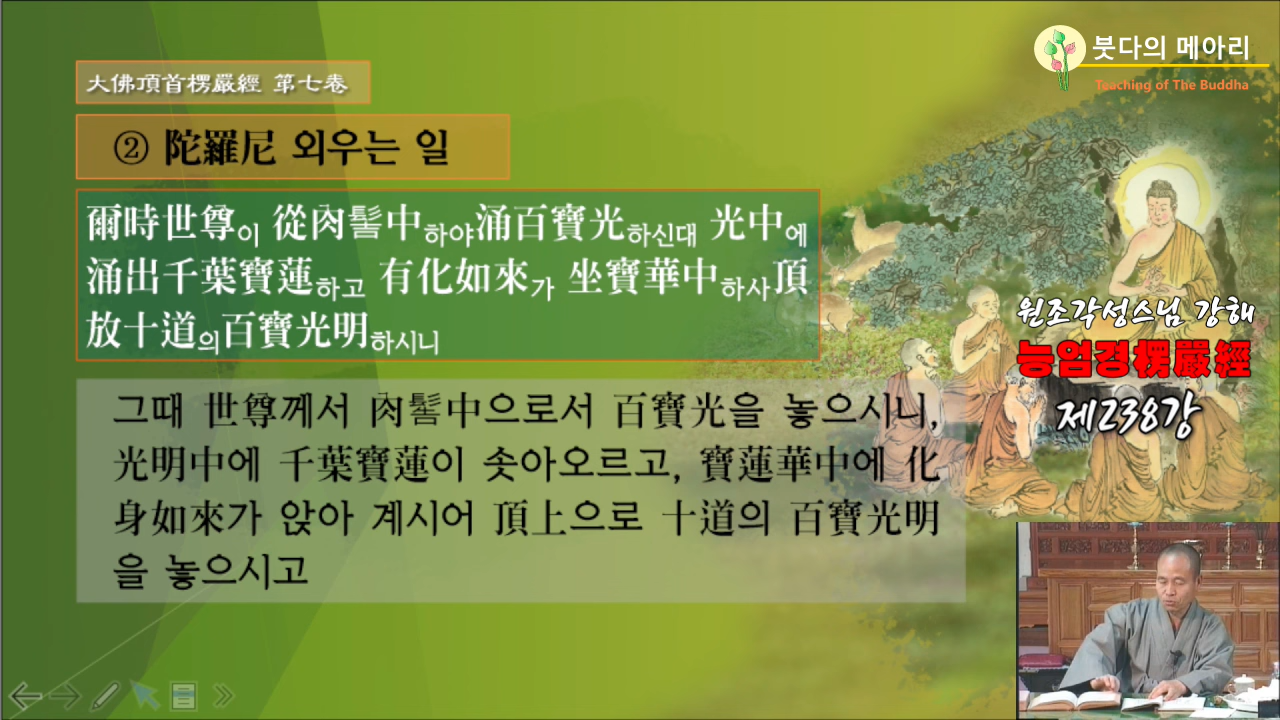 大佛頂首楞嚴經 第七卷
② 陀羅尼 외우는 일
爾時世尊이 從肉髻中하야涌百寶光하신대 光中에
涌出千葉寶蓮하고 有化如來가 坐寶華中하사頂
放十道의百寶光明하시니
그때 世尊께서 肉髻中으로서 百寶光을 놓으시니,
光明中에 千葉寶蓮이 솟아오르고, 寶蓮華中에 化
身如來가 앉아 계시어 頂上으로 十道의 百寶光明
을 놓으시고
붓다의 메아리
Teaching of The Buddha
원조각성스님 강해
능엄경楞嚴經
제238강